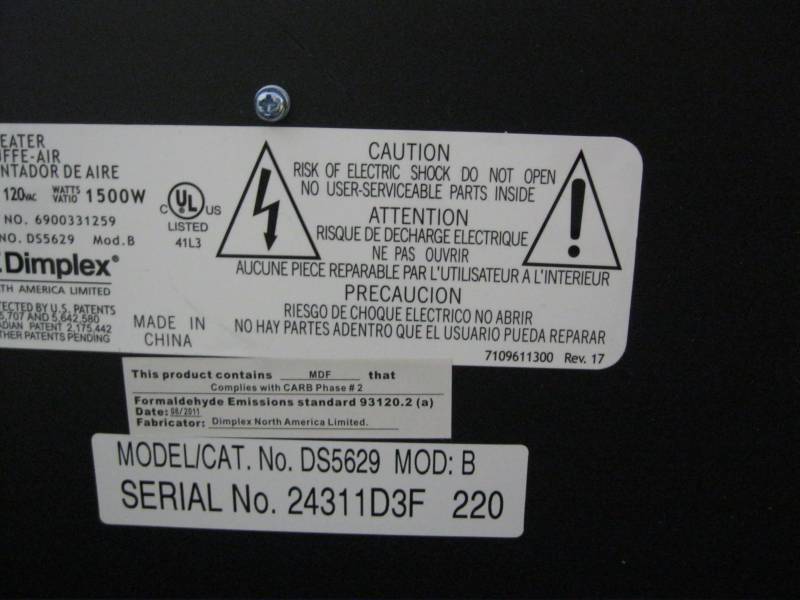 EATER
FFE-AIR
NTADOR DE AIRE
120VAC WATTS VATIO 1500W
NO. 6900331259
NO. DS5629 Mod.B
Dimplex®
TH AMERICA LIMITED
TECTED BY U.S. PATENTS
5,707 AND 5,642,580
ADIAN PATENT 2,175,442
THER PATENTS PENDING
C UL US
LISTED
41L3
MADE IN
CHINA
CAUTION
RISK OF ELECTRIC SHOCK DO NOT OPEN
NO USER-SERVICEABLE PARTS INSIDE
ATTENTION
RISQUE DE DECHARGE ELECTRIQUE
NE PAS OUVRIR
AUCUNE PIECE REPARABLE PAR L'UTILISATEUR A L'INTERIEUR
PRECAUCION
RIESGO DE CHOQUE ELECTRICO NO ABRIR
NO HAY PARTES ADENTRO QUE EL USUARIO PUEDA REPARAR
7109611300 Rev. 17
This product contains MDF that
Complies with CARB Phase # 2
Formaldehyde Emissions standard 93120.2 (a)
Date: 08/2011
Fabricator: Dimplex North America Limited.
MODEL/CAT. No. DS5629 MOD: B
SERIAL No. 24311D3F 220